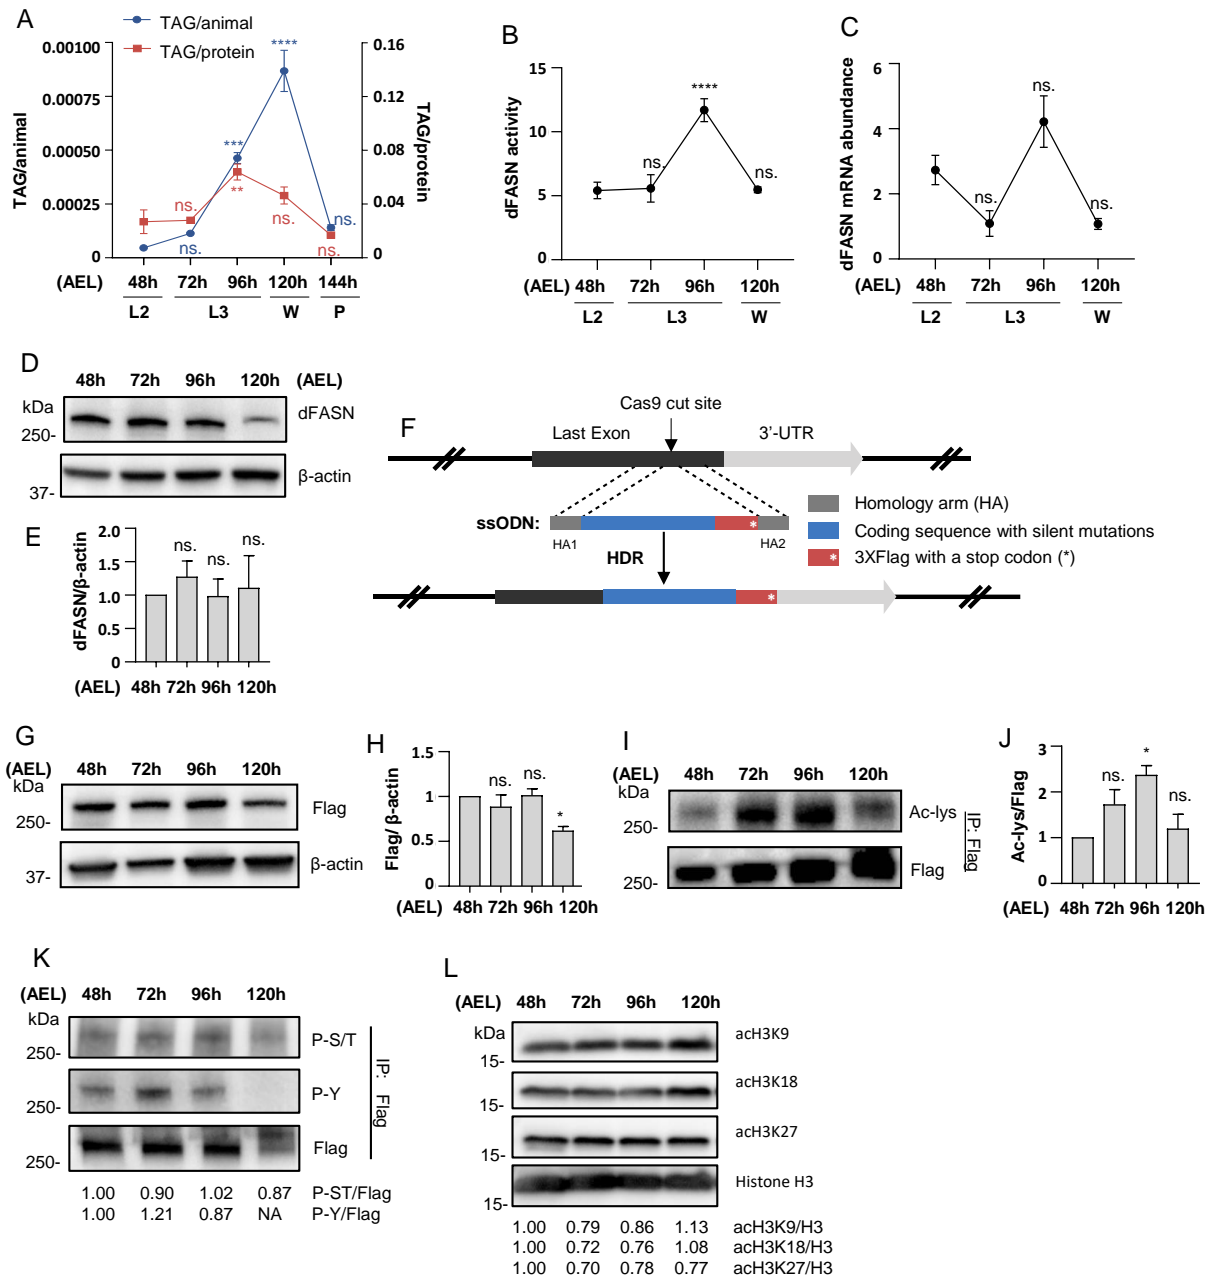 A
TAG/animal
TAG/protein
0.00100
0.00075
0.00050
0.00025
0
TAG/animal
0.16
0.12
0.08
0.04
0
TAG/protein
****
***
**
ns.
ns.
ns.
ns.
ns.
(AEL) 48h 72h 96h 120h 144h
L2 L3 W P
B
15
10
5
0
dFASN activity
****
ns.
ns.
(AEL) 48h 72h 96h 120h
L2 L3 W
C
6
4
2
0
dFASN mRNA abundance
ns.
ns.
ns.
(AEL) 48h 72h 96h 120h
L2 L3 W
D
48h 72h 96h 120h (AEL)
kDa
250-
dFASN
37-
β-actin
E
2.0
1.5
1.0
0.5
0
dFASN/β-actin
ns.
ns.
ns.
(AEL) 48h 72h 96h 120h
F
Cas9 cut site
Last Exon
3'-UTR
ssODN:
*
HA1
HA2
HDR
*
Homology arm (HA)
Coding sequence with silent mutations
* 3XFlag with a stop codon (*)
G
(AEL) 48h 72h 96h 120h
kDa
250-
Flag
37-
β-actin
H
1.5
1
0.5
0
Flag/ β-actin
ns.
ns.
*
(AEL) 48h 72h 96h 120h
I
(AEL) 48h 72h 96h 120h
kDa
250-
Ac-lys
250-
Flag
IP: Flag
J
3
2
1
0
Ac-lys/Flag
ns.
*
ns.
(AEL) 48h 72h 96h 120h
K
(AEL) 48h 72h 96h 120h
kDa
250-
P-S/T
250-
P-Y
250-
Flag
IP: Flag
1.00 0.90 1.02 0.87 P-ST/Flag
1.00 1.21 0.87 NA P-Y/Flag
L
(AEL) 48h 72h 96h 120h
kDa
15-
acH3K9
15-
acH3K18
15-
acH3K27
15-
Histone H3
1.00 0.79 0.86 1.13 acH3K9/H3
1.00 0.72 0.76 1.08 acH3K18/H3
1.00 0.70 0.78 0.77 acH3K27/H3